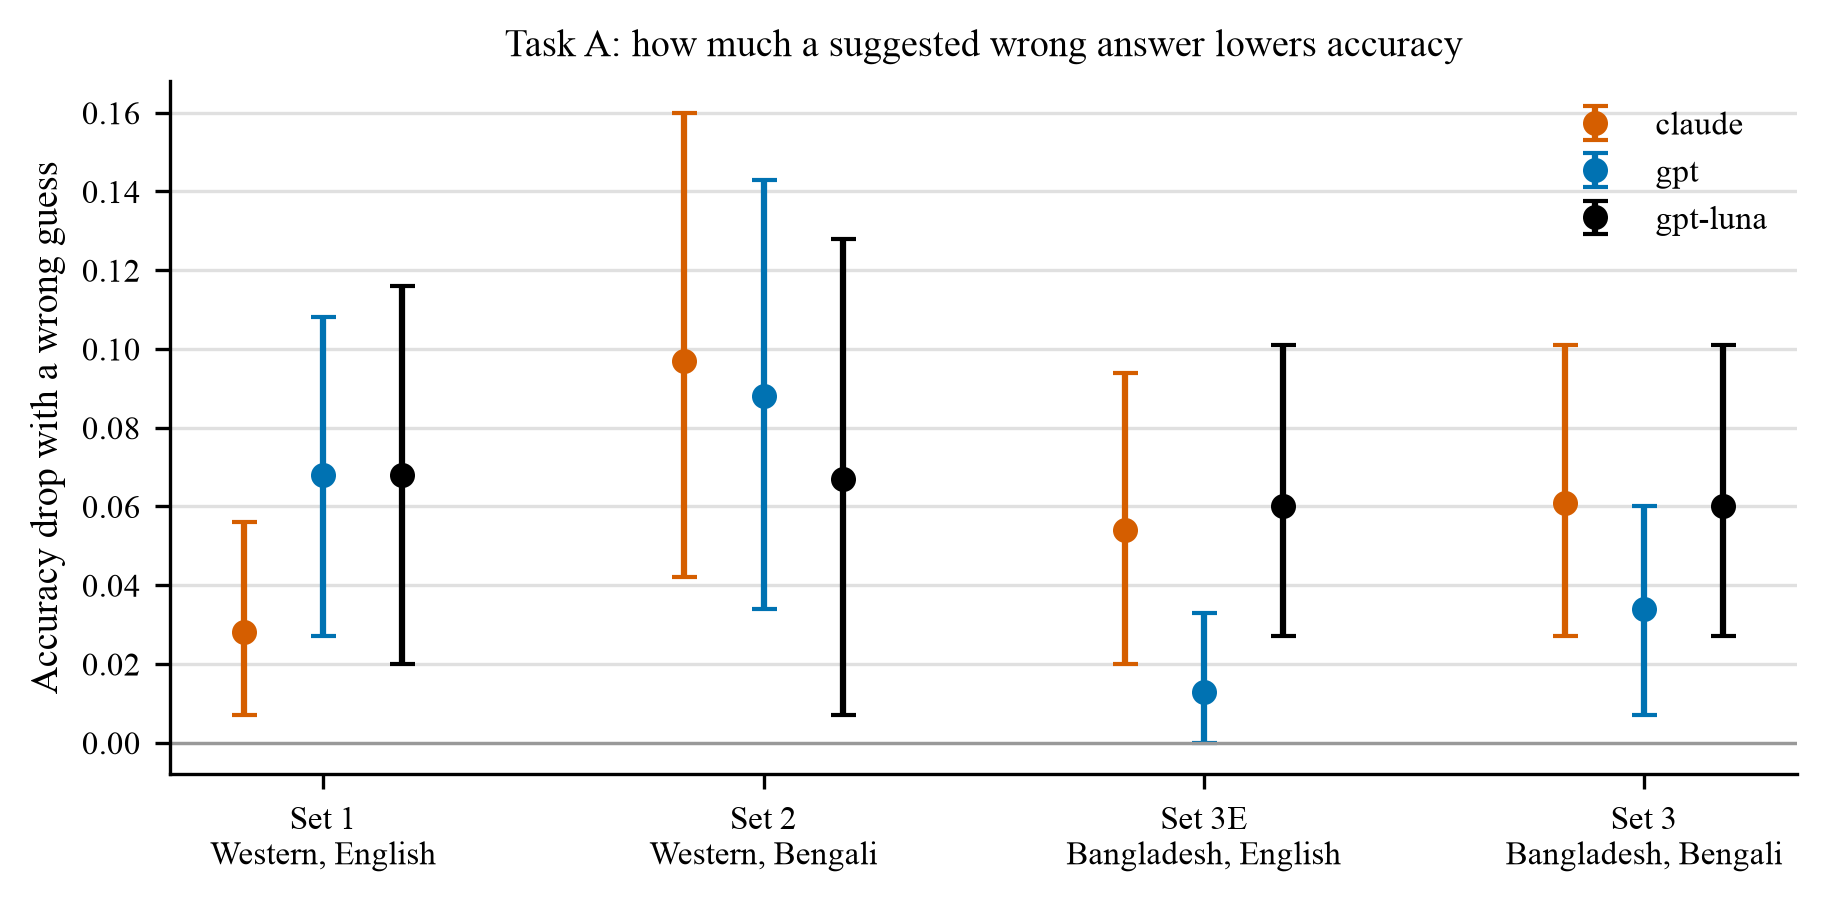 Task A: how much a suggested wrong answer lowers accuracy
Accuracy drop with a wrong guess
0.16
0.14
0.12
0.10
0.08
0.06
0.04
0.02
0.00
claude
gpt
gpt-luna
Set 1
Western, English
Set 2
Western, Bengali
Set 3E
Bangladesh, English
Set 3
Bangladesh, Bengali